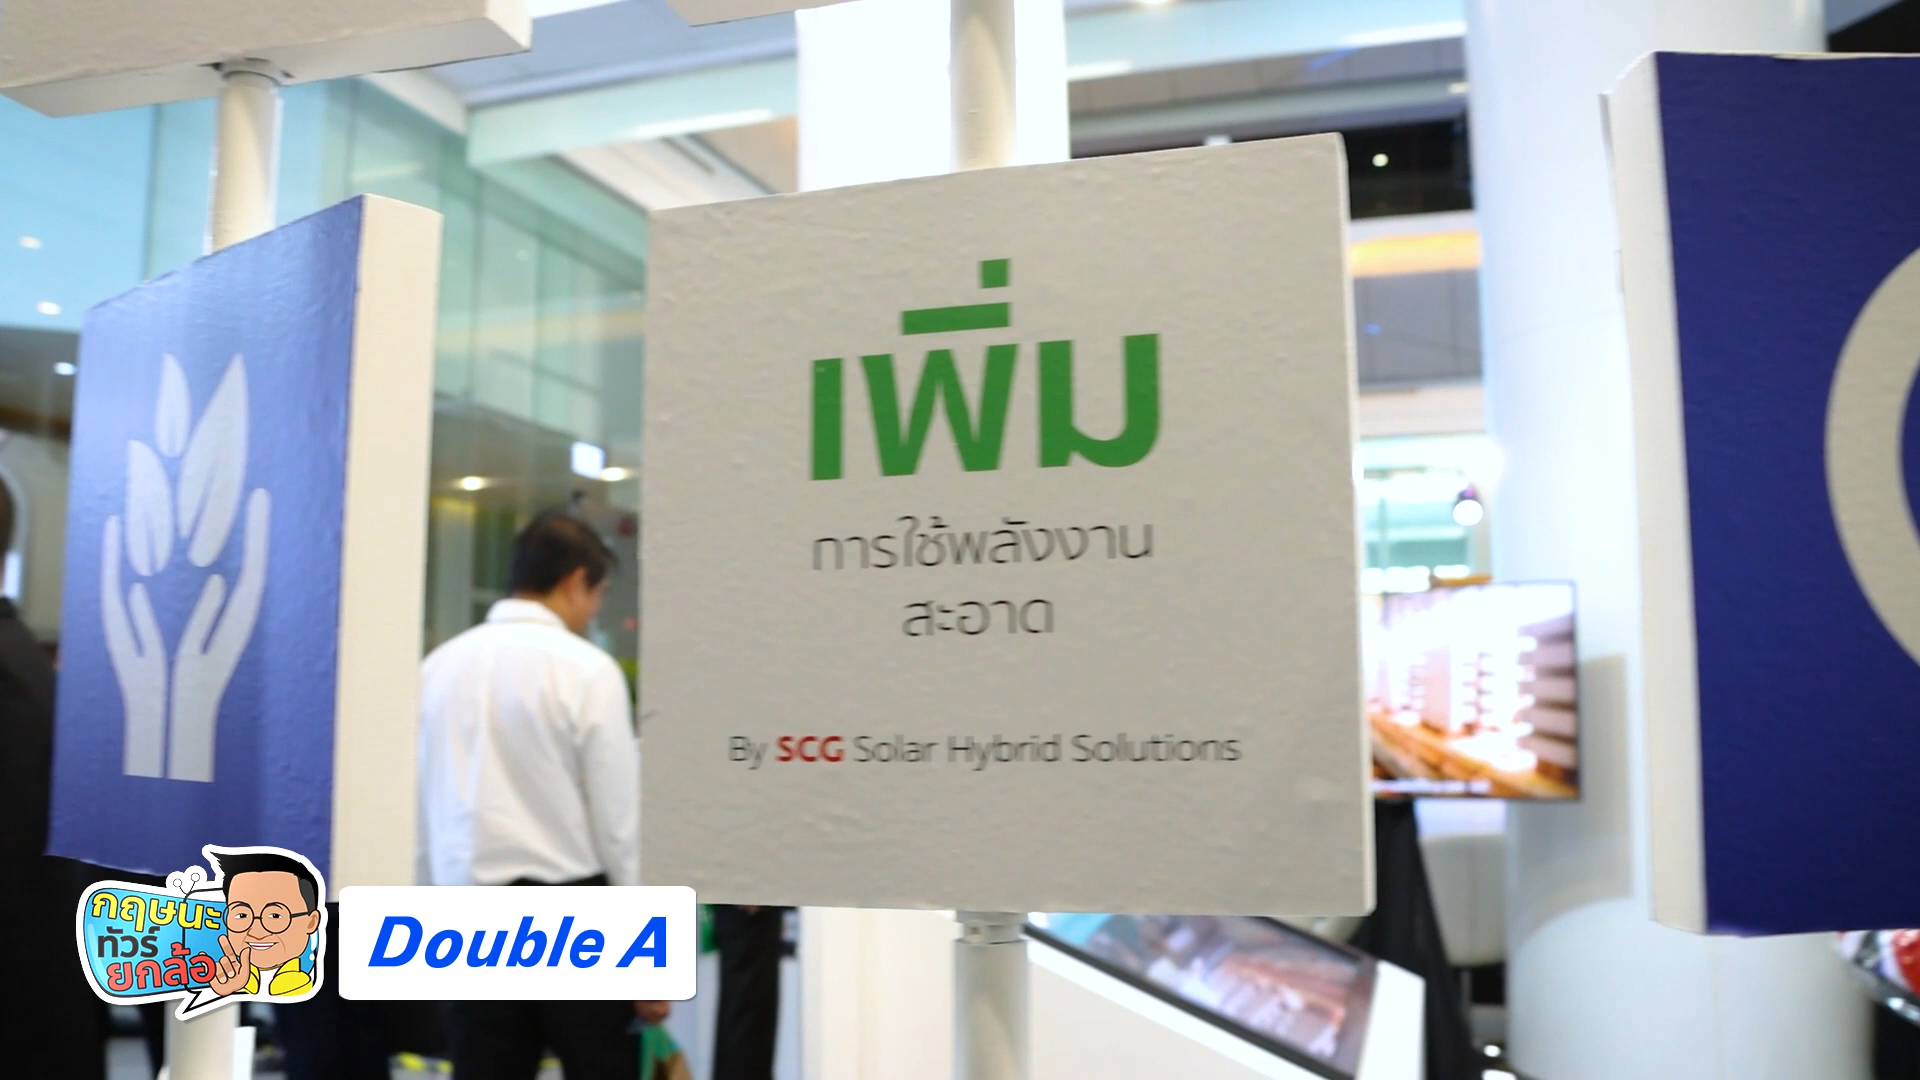 เพิ่ม
การใช้พลังงาน
สะอาด
By SCG Solar Hybrid Solutions
กฤษนะ
ทัวร์
ยกล้อ
Double A